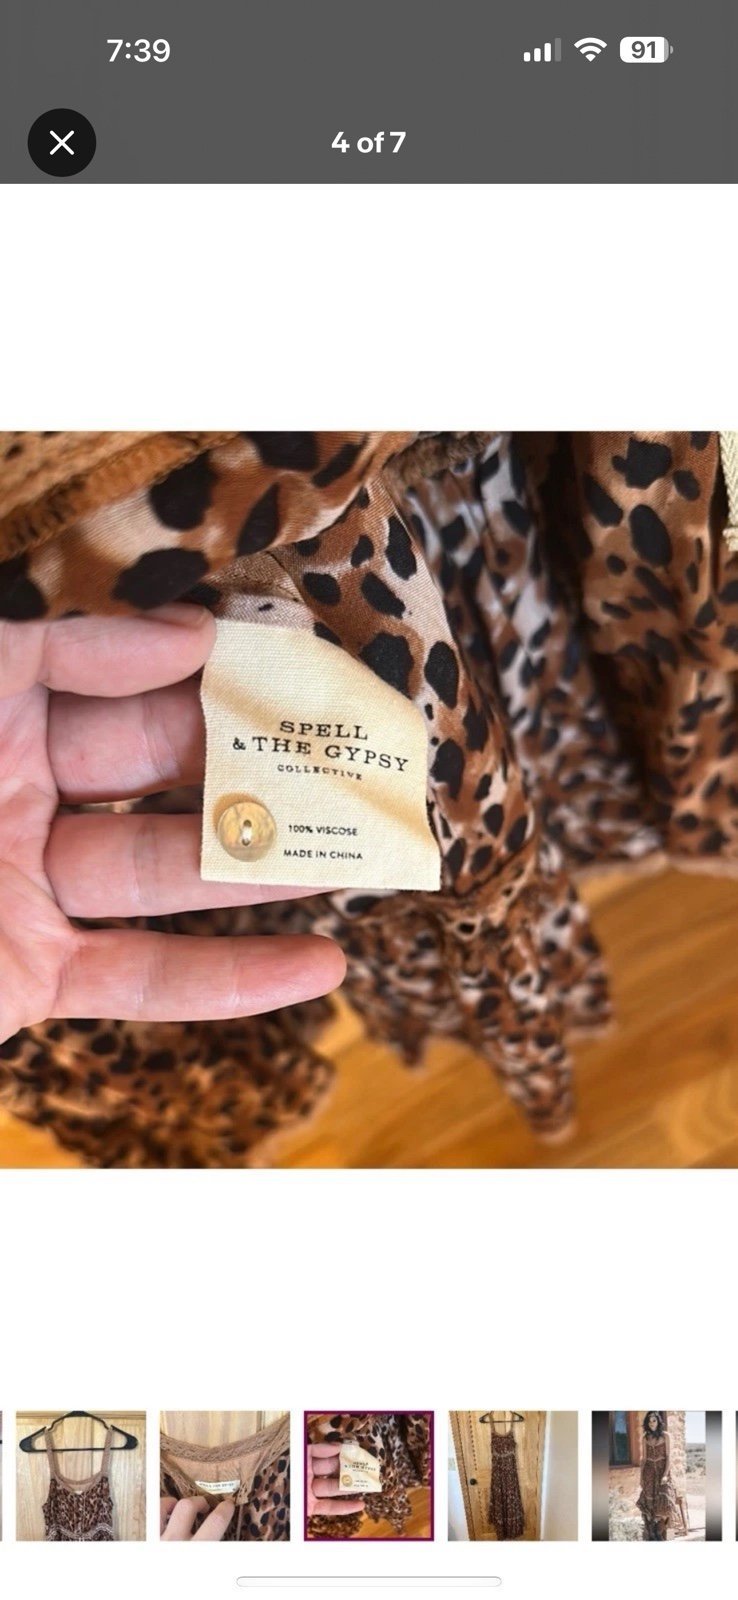 7:39
91
4 of 7
SPELL
& THE GYPSY
COLLECTIVE
100% VISCOSE
MADE IN CHINA